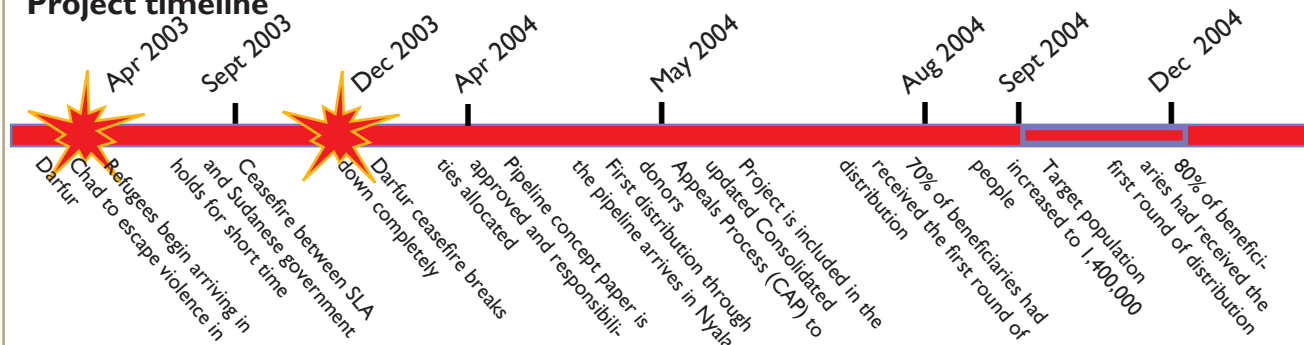 Project timeline
Apr 2003
Sept 2003
Dec 2003
Apr 2004
May 2004
Aug 2004
Sept 2004
Dec 2004
Refugees begin arriving in
Chad to escape violence in
Darfur
Ceasefire between SLA
and Sudanese government
holds for short time
Darfur ceasefire breaks
down completely
Pipeline concept paper is
approved and responsibili-
ties allocated
First distribution through
the pipeline arrives in Nyala
Project is included in the
updated Consolidated
Appeals Process (CAP) to
donors
70% of beneficiaries had
received the first round of
distribution
Target population
increased to 1,400,000
people
80% of benefici-
aries had received the
first round of distribution